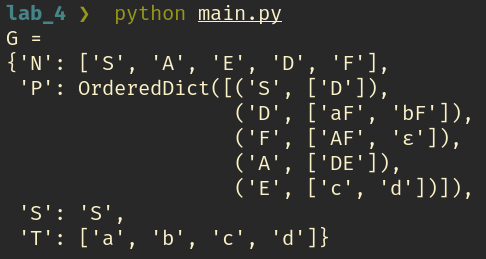 lab_4 ❯  python main.py
G =
{'N': ['S', 'A', 'E', 'D', 'F'],
 'P': OrderedDict([('S', ['D']),
                   ('D', ['aF', 'bF']),
                   ('F', ['AF', 'ε']),
                   ('A', ['DE']),
                   ('E', ['c', 'd'])]),
 'S': 'S',
 'T': ['a', 'b', 'c', 'd']}